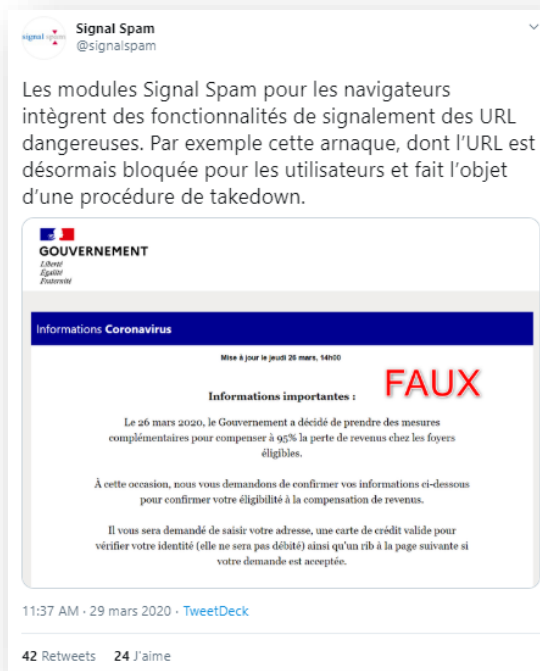 signal spam
Signal Spam
@signalspam
Les modules Signal Spam pour les navigateurs
intègrent des fonctionnalités de signalement des URL
dangereuses. Par exemple cette arnaque, dont l'URL est
désormais bloquée pour les utilisateurs et fait l'objet
d'une procédure de takedown.
GOUVERNEMENT
Liberté
Égalité
Fraternité
Informations Coronavirus
Mise à jour le jeudi 26 mars, 14h00
FAUX
Informations importantes :
Le 26 mars 2020, le Gouvernement a décidé de prendre des mesures
complémentaires pour compenser à 95% la perte de revenus chez les foyers
éligibles.
À cette occasion, nous vous demandons de confirmer vos informations ci-dessous
pour confirmer votre éligibilité à la compensation de revenus.
Il vous sera demandé de saisir votre adresse, une carte de crédit valide pour
vérifier votre identité (elle ne sera pas débité) ainsi qu'un rib à la page suivante si
votre demande est acceptée.
11:37 AM · 29 mars 2020 · TweetDeck
42 Retweets 24 J'aime